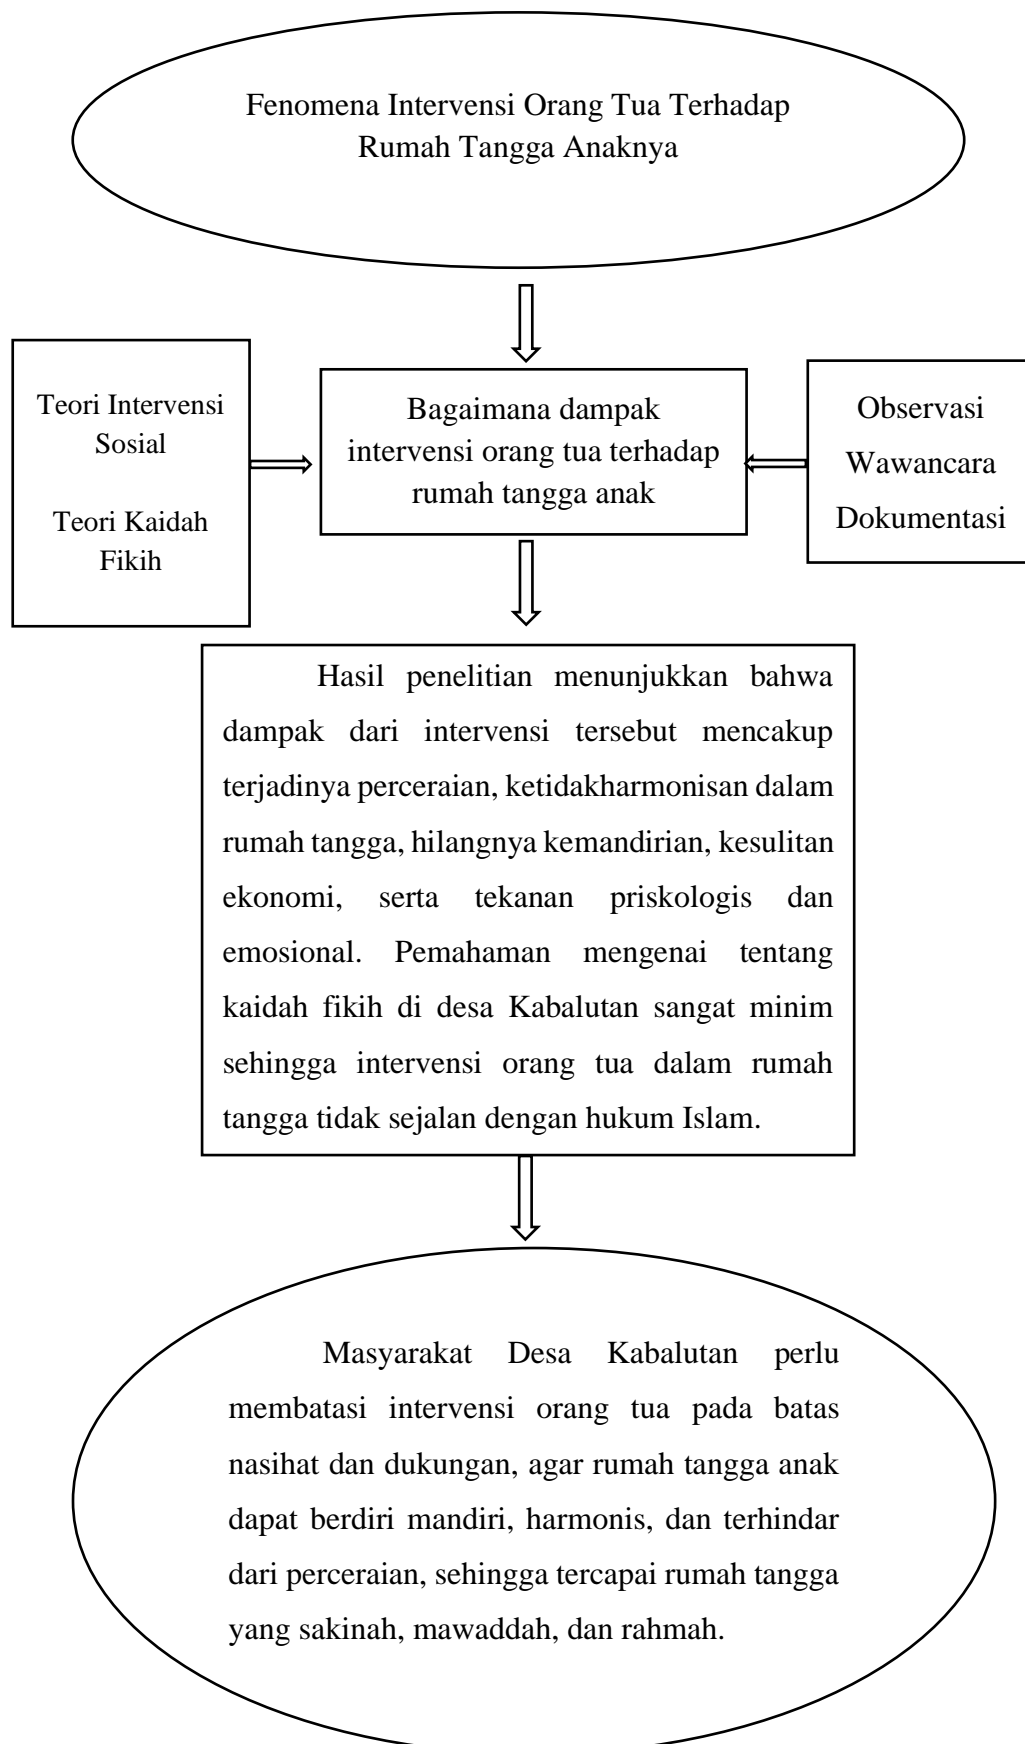 Fenomena Intervensi Orang Tua Terhadap
Rumah Tangga Anaknya
Teori Intervensi
Sosial
Teori Kaidah
Fikih
Bagaimana dampak
intervensi orang tua terhadap
rumah tangga anak
Observasi
Wawancara
Dokumentasi
Hasil penelitian menunjukkan bahwa
dampak dari intervensi tersebut mencakup
terjadinya perceraian, ketidakharmonisan dalam
rumah tangga, hilangnya kemandirian, kesulitan
ekonomi, serta tekanan priskologis dan
emosional. Pemahaman mengenai tentang
kaidah fikih di desa Kabalutan sangat minim
sehingga intervensi orang tua dalam rumah
tangga tidak sejalan dengan hukum Islam.
Masyarakat Desa Kabalutan perlu
membatasi intervensi orang tua pada batas
nasihat dan dukungan, agar rumah tangga anak
dapat berdiri mandiri, harmonis, dan terhindar
dari perceraian, sehingga tercapai rumah tangga
yang sakinah, mawaddah, dan rahmah.